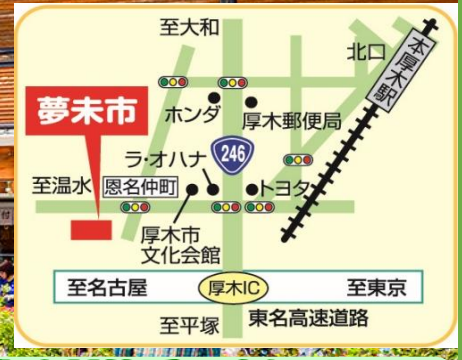 至大和
北口
本厚木駅
夢未市
ホンダ
厚木郵便局
ラ・オハナ
246
至温水
恩名仲町
トヨタ
厚木市
文化会館
至名古屋
厚木IC
至東京
至平塚
東名高速道路
付